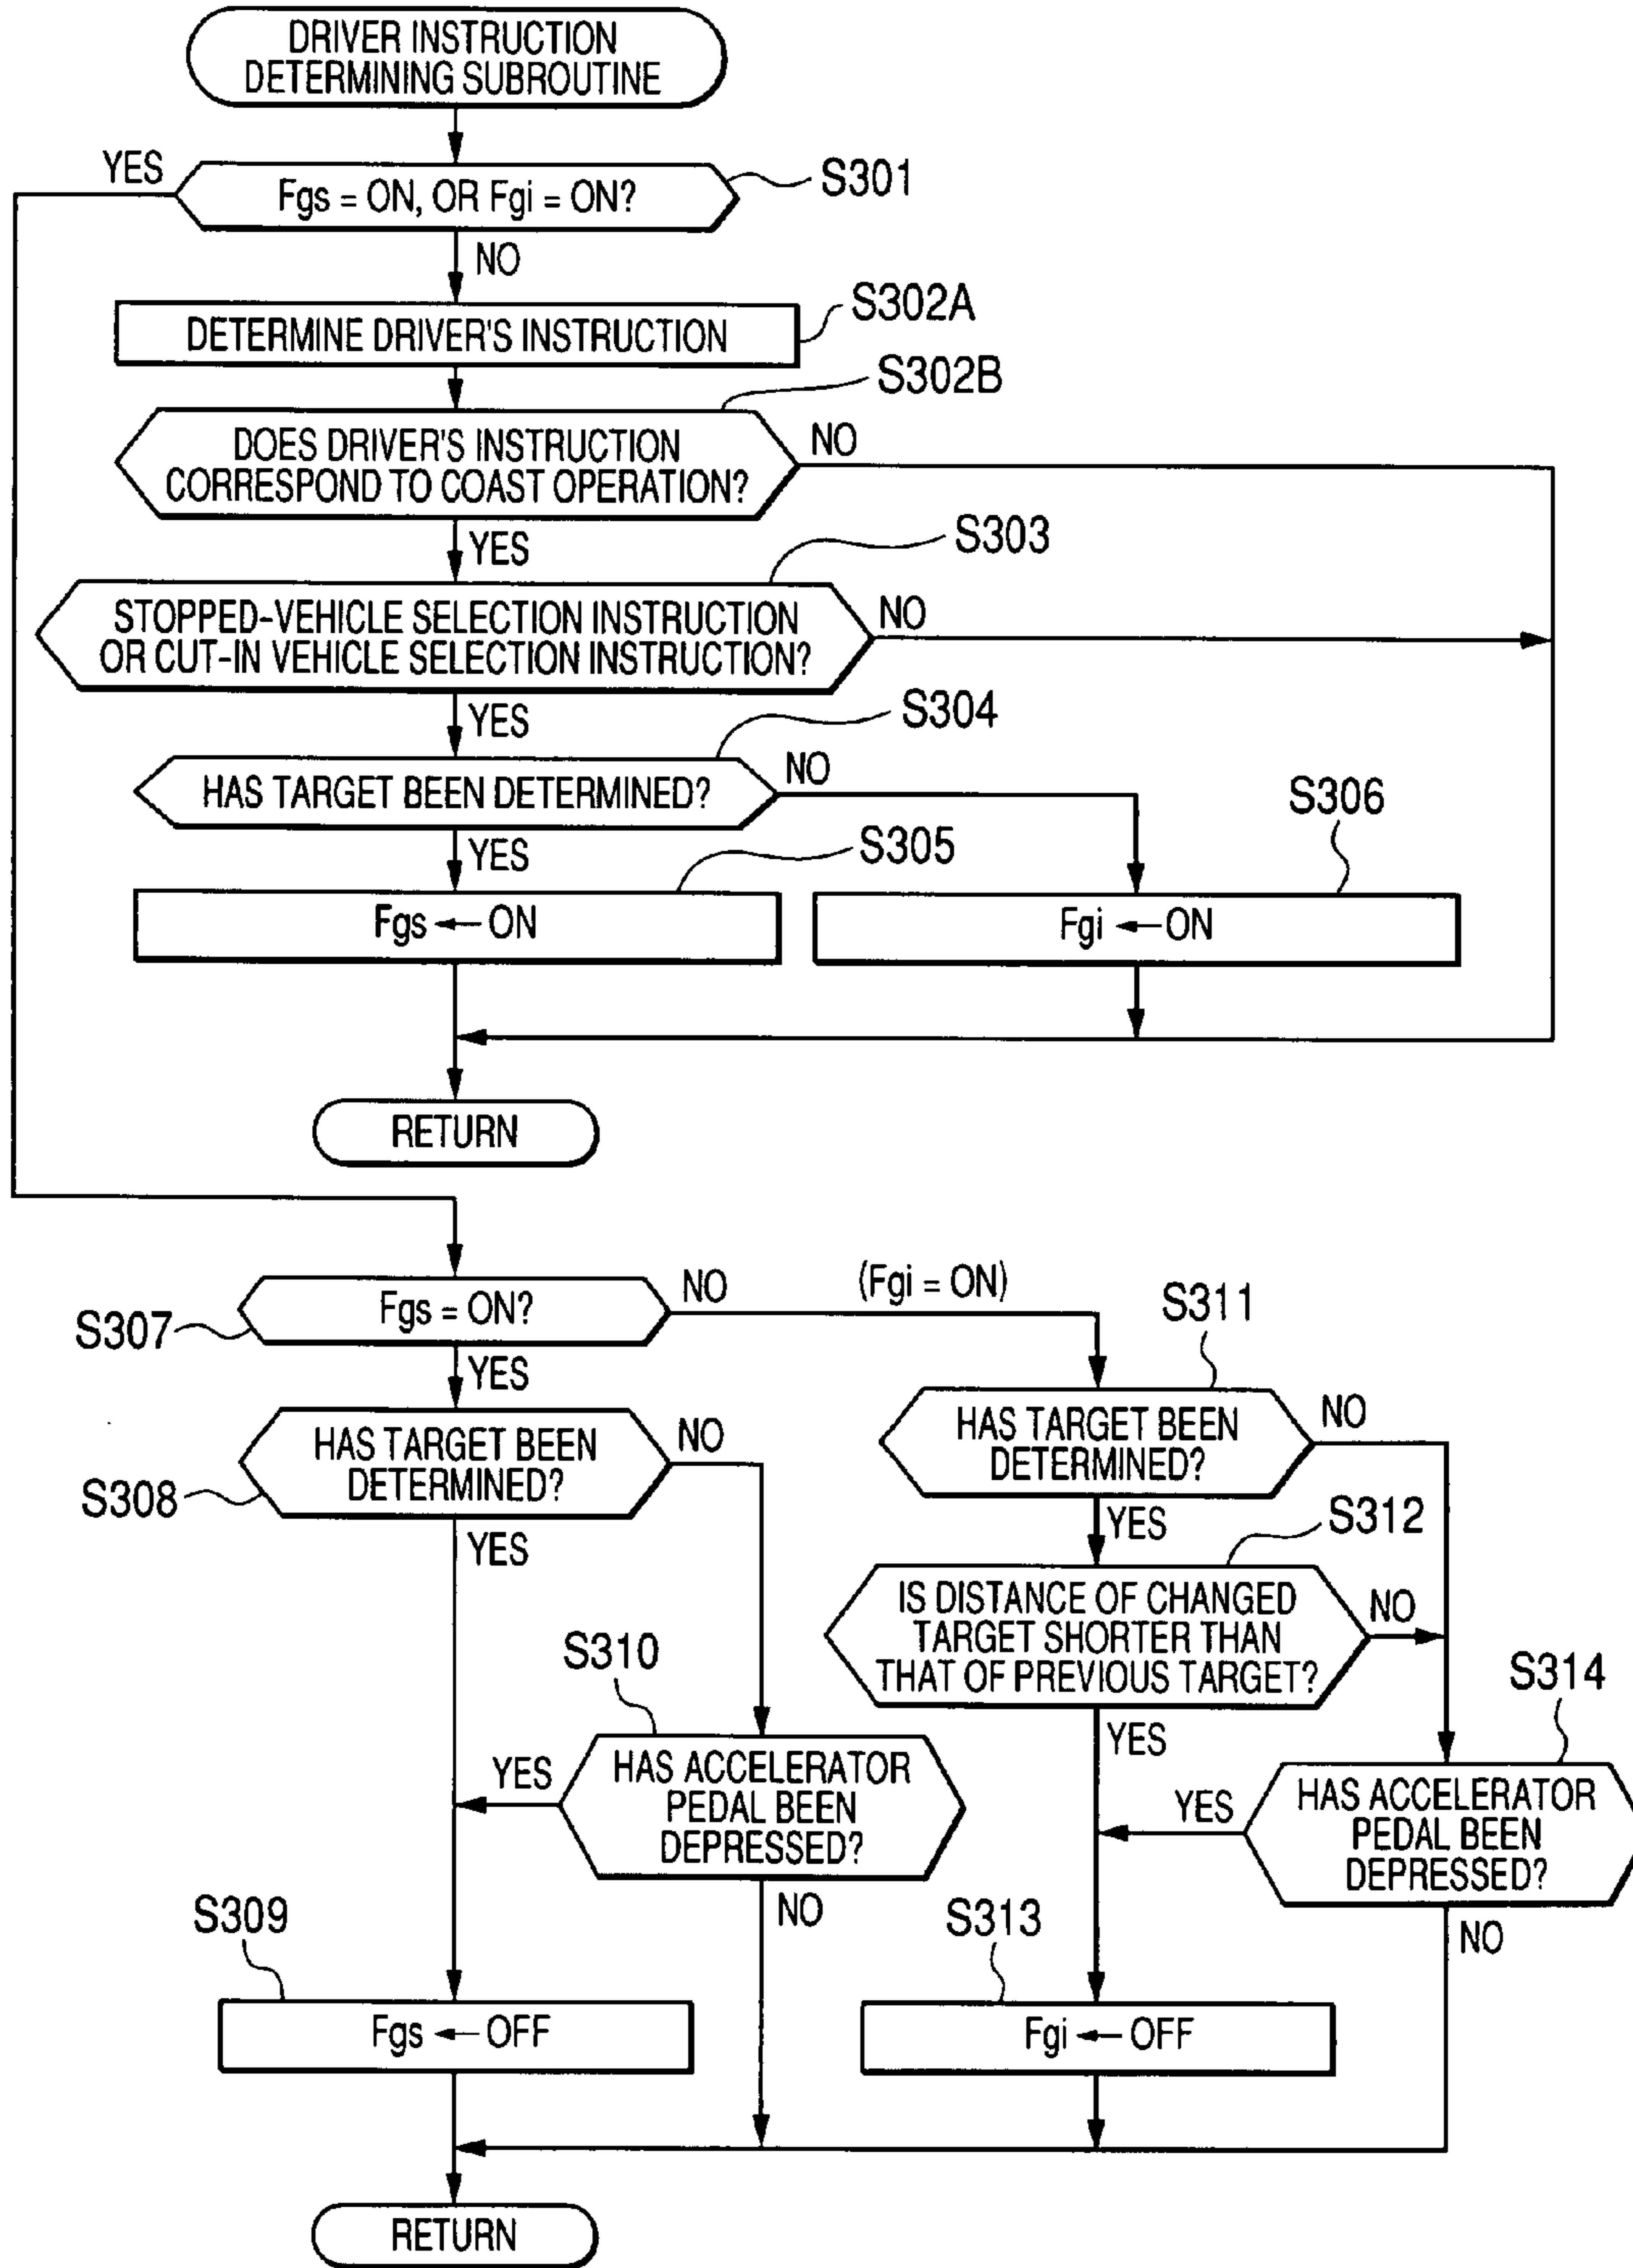 DRIVER INSTRUCTION
DETERMINING SUBROUTINE
YES
Fgs = ON, OR Fgi = ON?
S301
NO
S302A
DETERMINE DRIVER'S INSTRUCTION
S302B
DOES DRIVER'S INSTRUCTION
CORRESPOND TO COAST OPERATION?
NO
YES
S303
STOPPED-VEHICLE SELECTION INSTRUCTION
OR CUT-IN VEHICLE SELECTION INSTRUCTION?
NO
YES
S304
HAS TARGET BEEN DETERMINED?
NO
YES
S305
S306
Fgs ← ON
Fgi ← ON
RETURN
S307
Fgs = ON?
NO
(Fgi = ON)
YES
S311
S308
HAS TARGET BEEN
DETERMINED?
NO
YES
HAS TARGET BEEN
DETERMINED?
NO
YES
S312
IS DISTANCE OF CHANGED
TARGET SHORTER THAN
THAT OF PREVIOUS TARGET?
NO
YES
S310
HAS ACCELERATOR
PEDAL BEEN
DEPRESSED?
YES
NO
S314
HAS ACCELERATOR
PEDAL BEEN
DEPRESSED?
YES
NO
S309
Fgs ← OFF
S313
Fgi ← OFF
RETURN